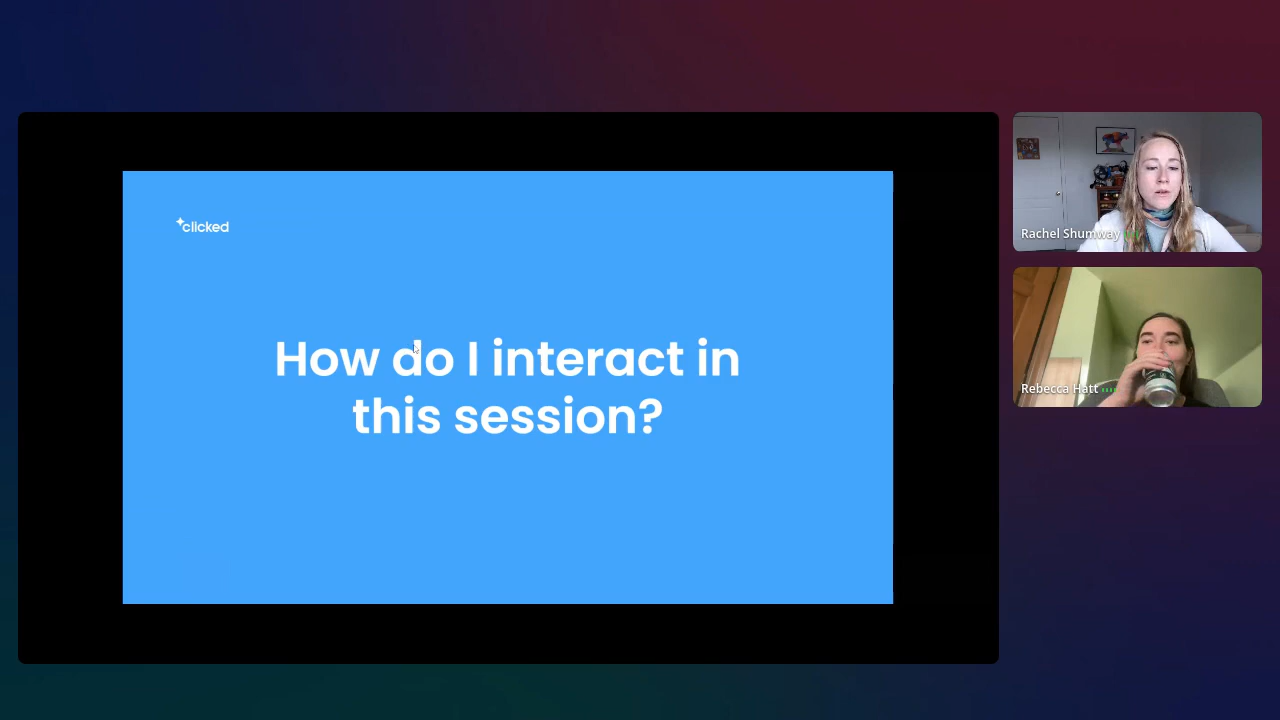 clicked
How do I interact in
this session?
Rachel Shumway
Rebecca Hatt